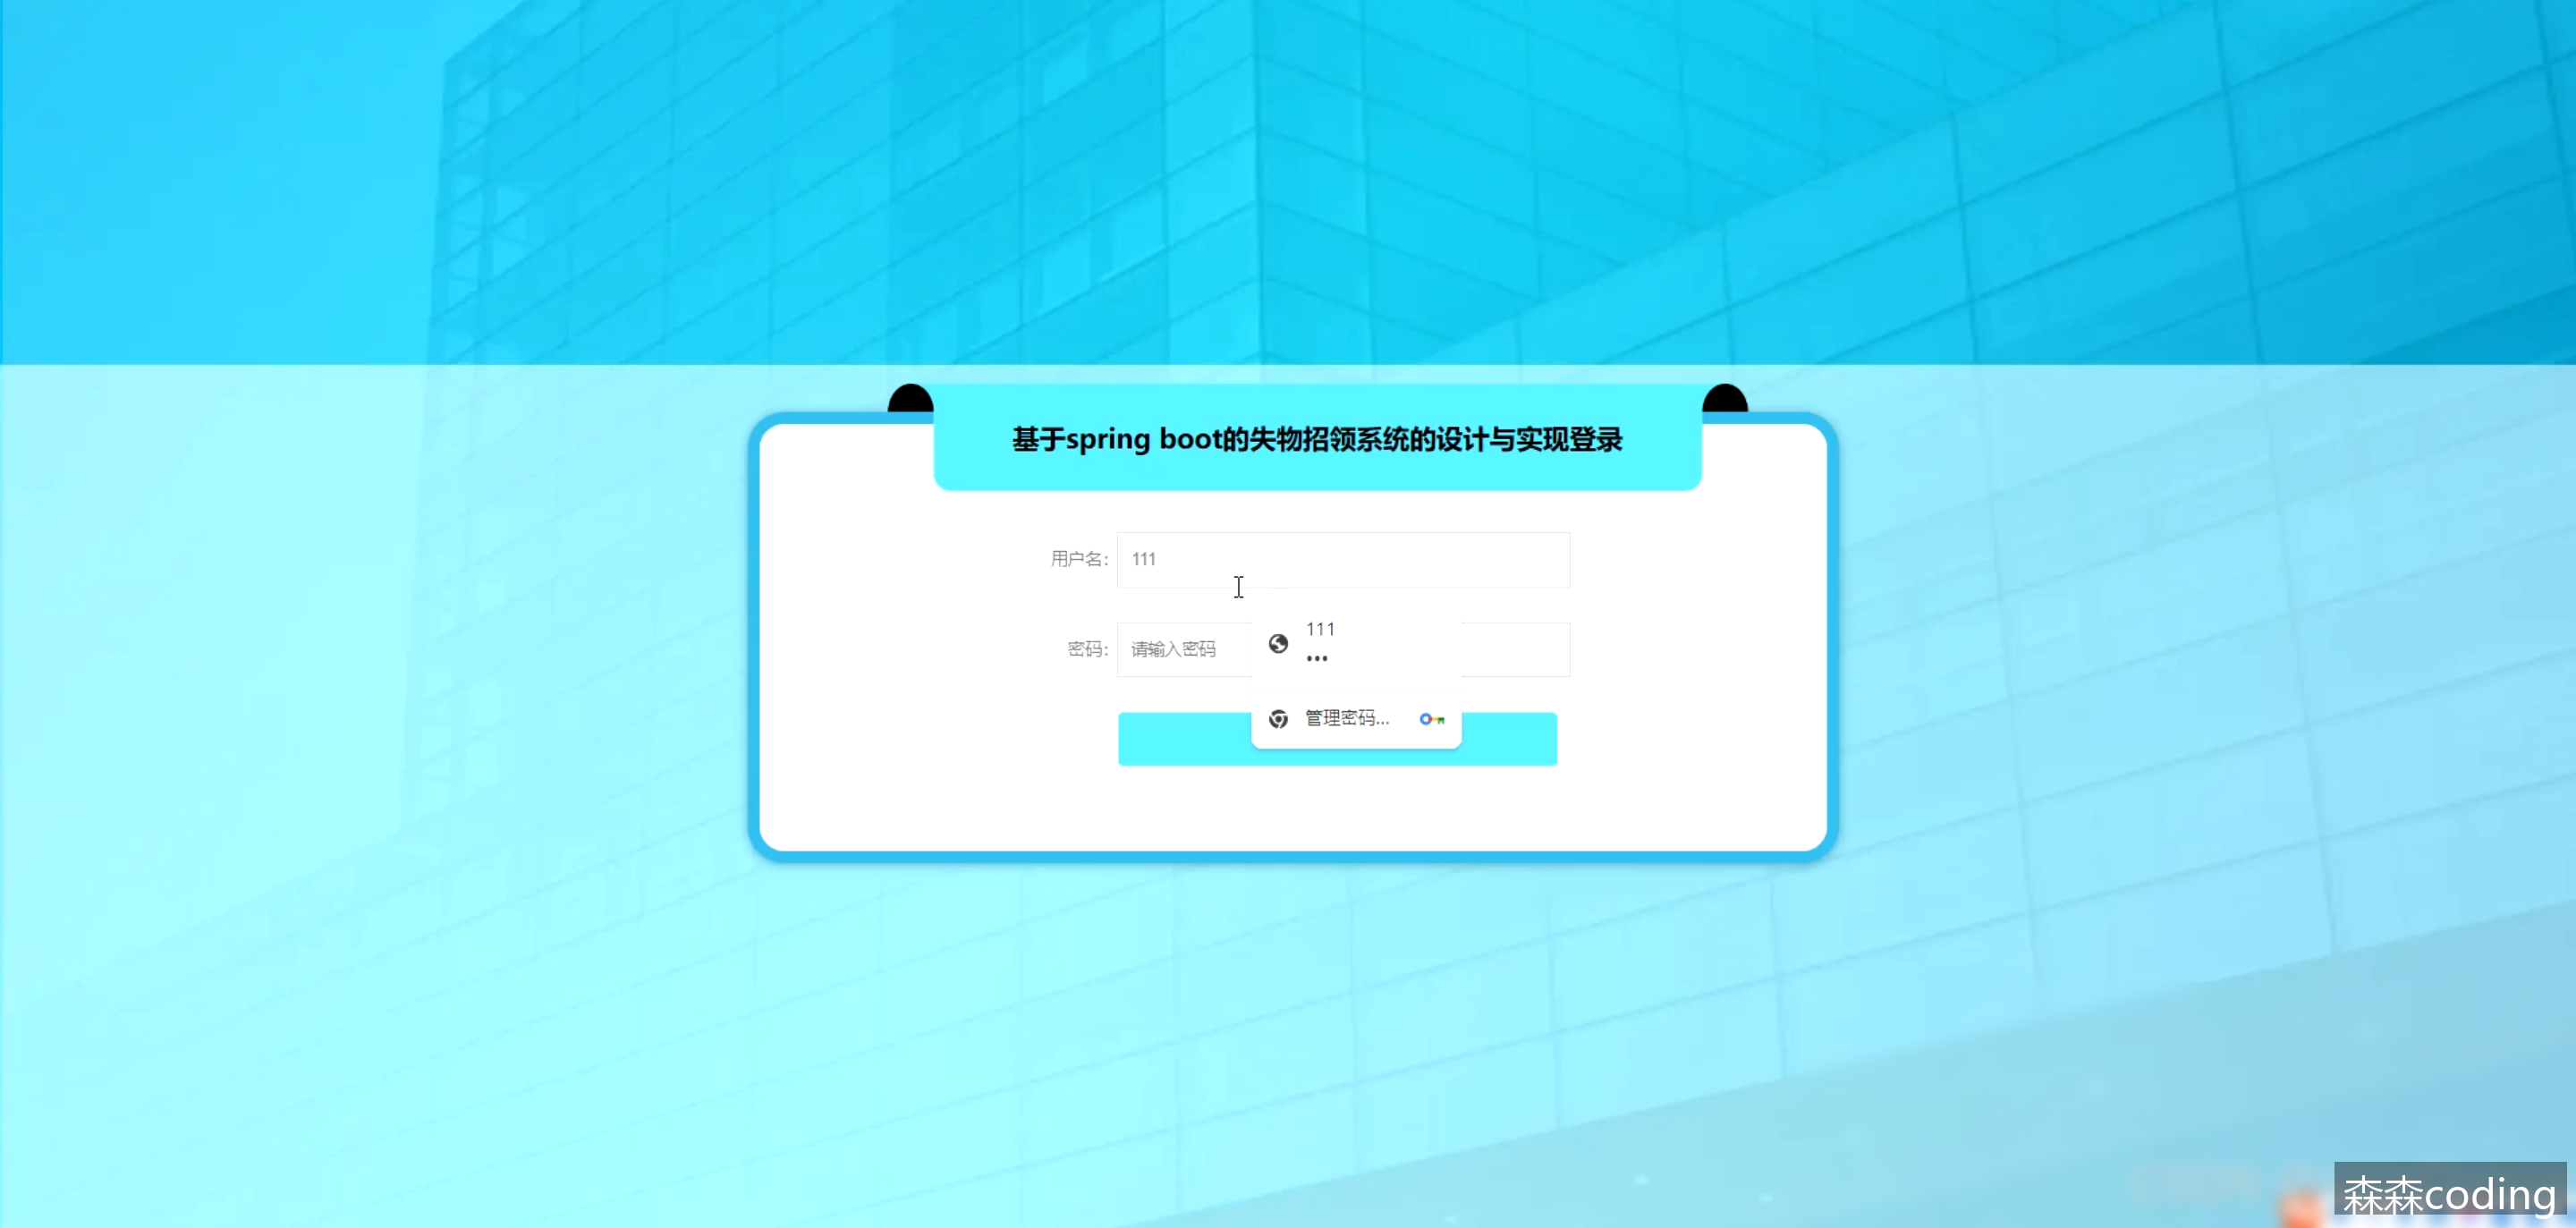 基于spring boot的失物招领系统的设计与实现登录
用户名: 111
密码: 请输入密码
111
•••
管理密码...
森森coding